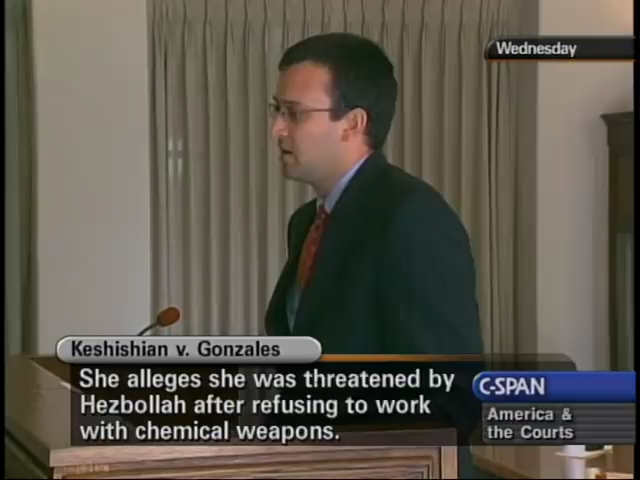 Wednesday
Keshishian v. Gonzales
She alleges she was threatened by
Hezbollah after refusing to work
with chemical weapons.
C-SPAN
America &
the Courts